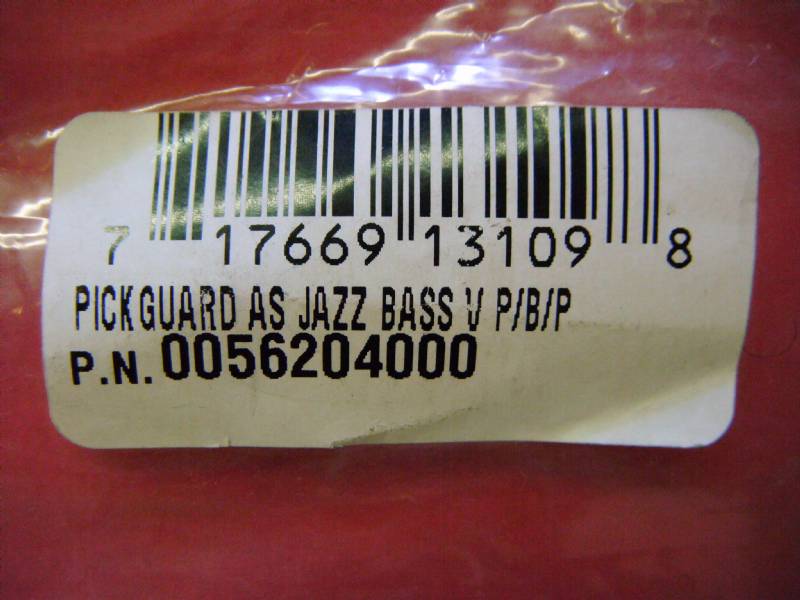 7 17669 13109 8
PICKGUARD AS JAZZ BASS V P/B/P
P.N. 0056204000